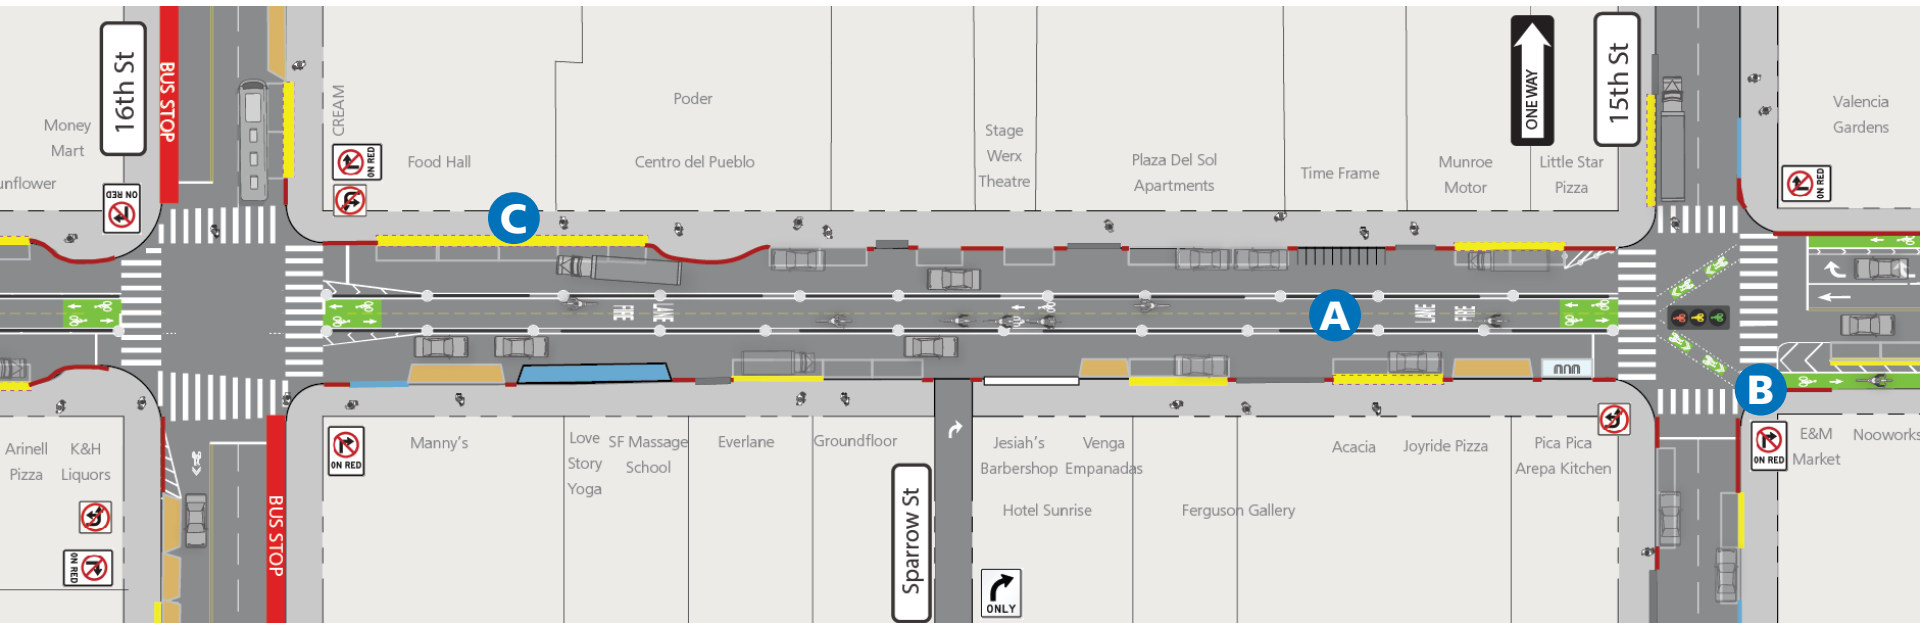 16th St
BUS STOP
Money
Mart
unflower
ON RED
CREAM
ON RED
Food Hall
Poder
Centro del Pueblo
Stage
Werx
Theatre
Plaza Del Sol
Apartments
Time Frame
ONE WAY
Munroe
Motor
15th St
Little Star
Pizza
Valencia
Gardens
ON RED
C
FIRE
LANE
LANE
FIRE
A
B
Arinell
Pizza
K&H
Liquors
ON RED
BUS STOP
ON RED
Manny's
Love
Story
Yoga
SF Massage
School
Everlane
Groundfloor
Sparrow St
Jesiah's
Barbershop
Venga
Empanadas
Hotel Sunrise
ONLY
Ferguson Gallery
Acacia
Joyride Pizza
Pica Pica
Arepa Kitchen
ON RED
E&M
Market
Nooworks